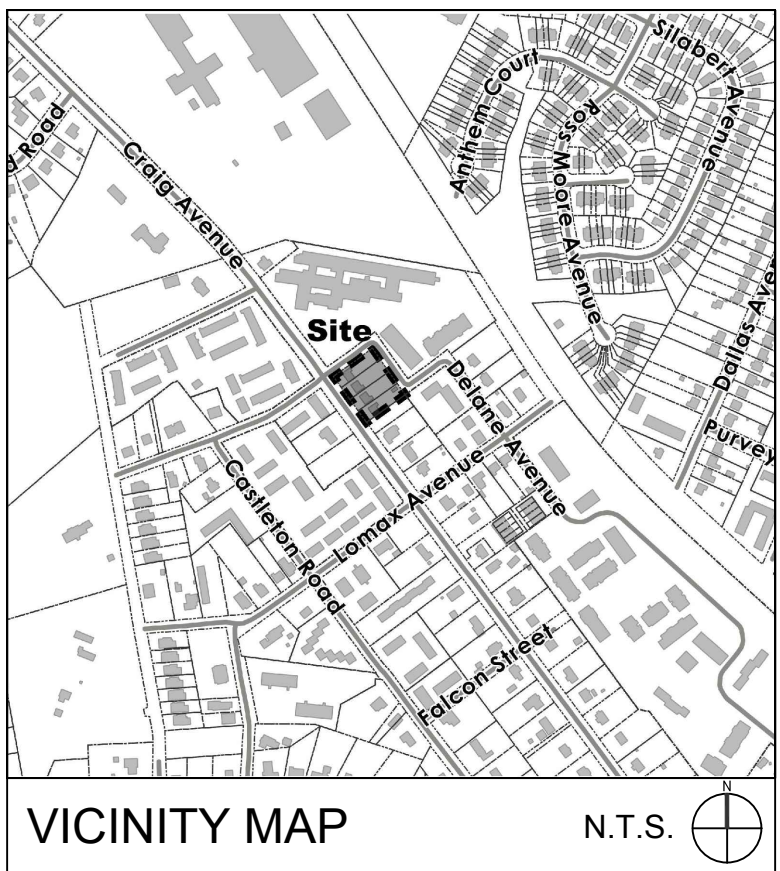 Silabert Avenue
Anthem Court
Ross Moore Avenue
d Road
Craig Avenue
Dallas Ave
Site
Delane Avenue
Purvey
Castleton Road
Lomax Avenue
Falcon Street
VICINITY MAP
N.T.S.
N